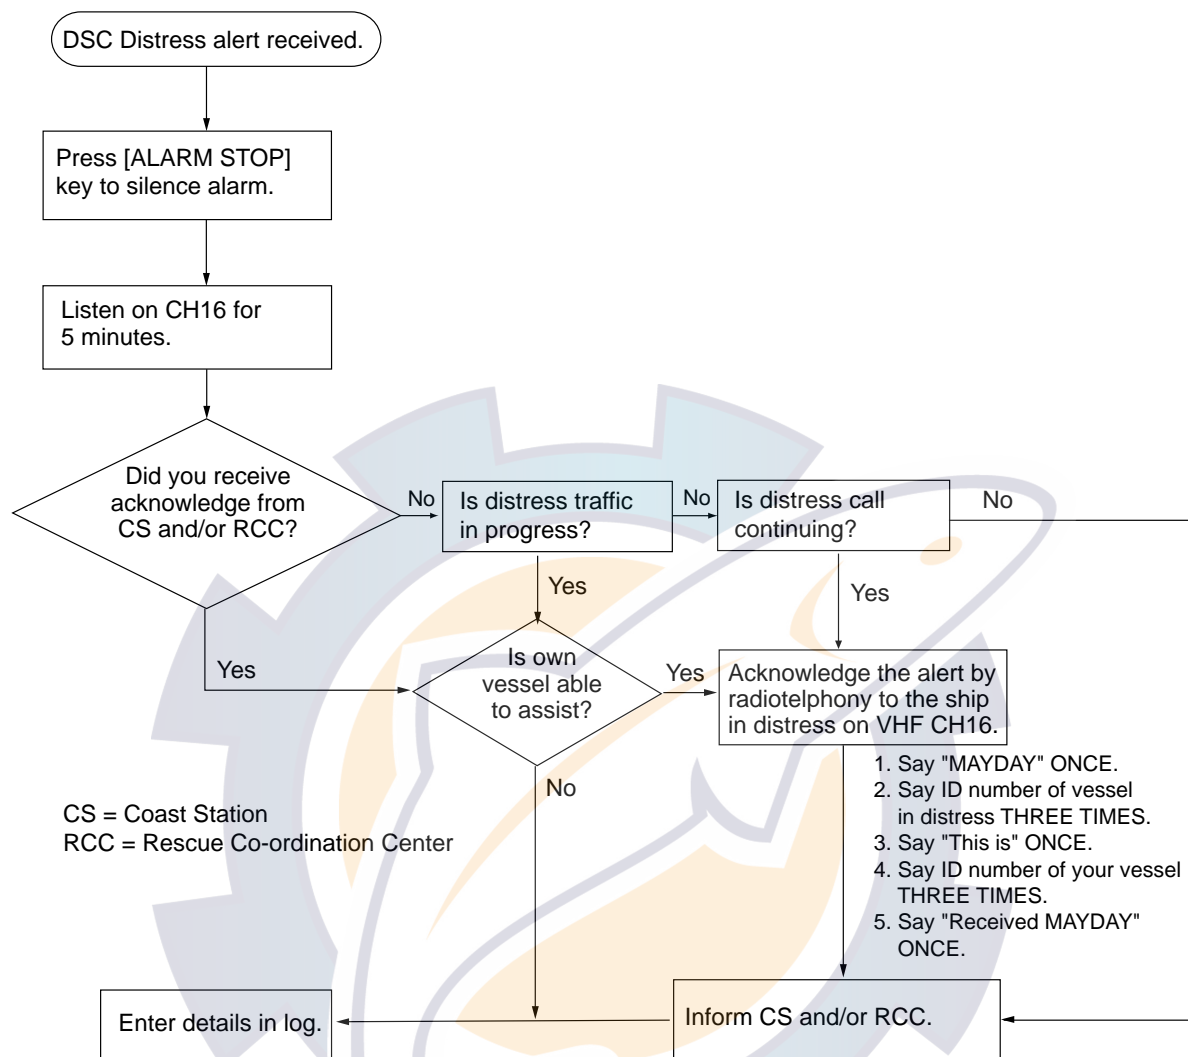 DSC Distress alert received.
Press [ALARM STOP]
key to silence alarm.
Listen on CH16 for
5 minutes.
Did you receive
acknowledge from
CS and/or RCC?
No
Is distress traffic
in progress?
No
Is distress call
continuing?
No
Yes
Yes
Yes
Is own
vessel able
to assist?
Yes
Acknowledge the alert by
radiotelphony to the ship
in distress on VHF CH16.
No
1. Say "MAYDAY" ONCE.
2. Say ID number of vessel
in distress THREE TIMES.
3. Say "This is" ONCE.
4. Say ID number of your vessel
THREE TIMES.
5. Say "Received MAYDAY"
ONCE.
CS = Coast Station
RCC = Rescue Co-ordination Center
Enter details in log.
Inform CS and/or RCC.